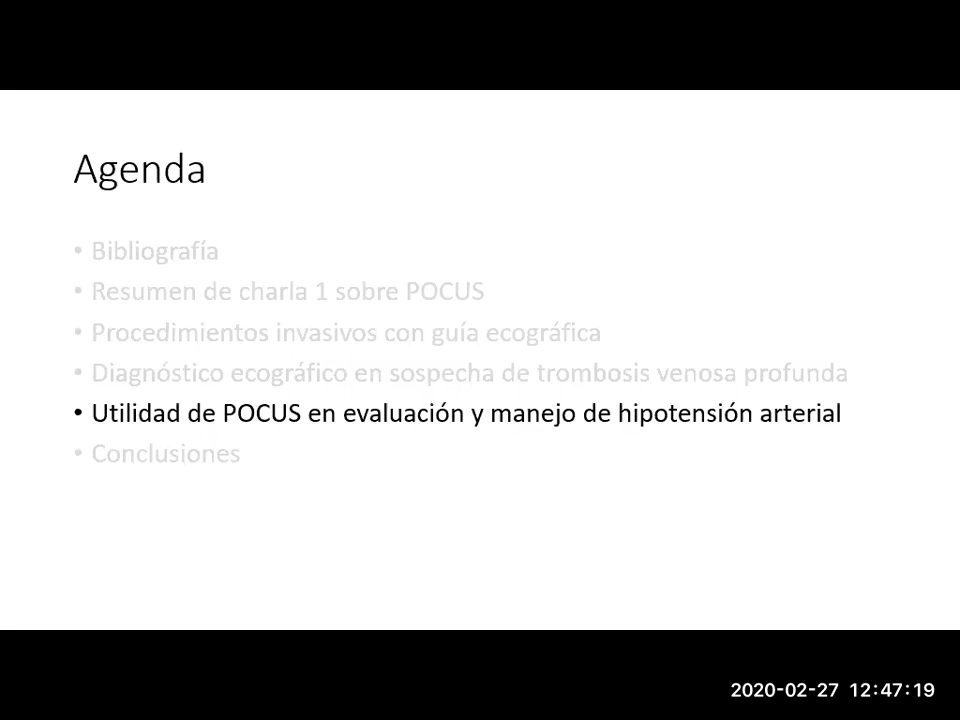 Agenda
• Bibliografía
• Resumen de charla 1 sobre POCUS
• Procedimientos invasivos con guía ecográfica
• Diagnóstico ecográfico en sospecha de trombosis venosa profunda
• Utilidad de POCUS en evaluación y manejo de hipotensión arterial
• Conclusiones
2020-02-27 12:47:19